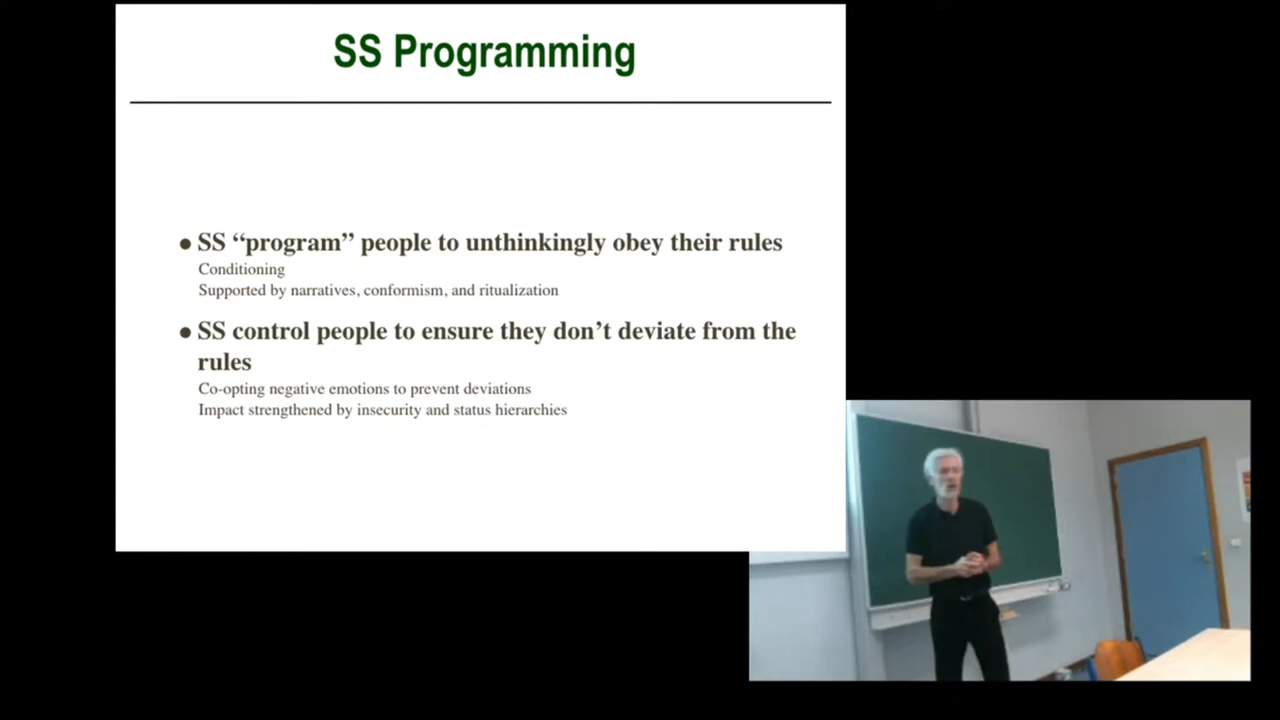 SS Programming
● SS “program” people to unthinkingly obey their rules
Conditioning
Supported by narratives, conformism, and ritualization
● SS control people to ensure they don’t deviate from the
rules
Co-opting negative emotions to prevent deviations
Impact strengthened by insecurity and status hierarchies